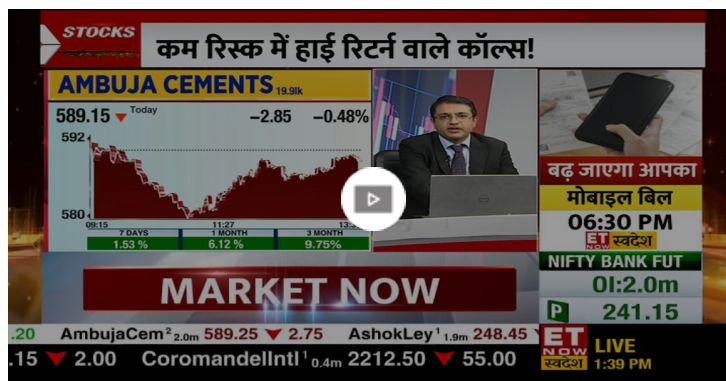 STOCKS
कम रिस्क में हाई रिटर्न वाले कॉल्स!
AMBUJA CEMENTS 19.9lk
589.15 Today -2.85 -0.48%
592
580
09:15 11:27
7 DAYS 1 MONTH 3 MONTH
1.53 % 6.12 % 9.75%
बढ़ जाएगा आपका
मोबाइल बिल
06:30 PM
ET NOW स्वदेश
NIFTY BANK FUT
OI:2.0m
P 241.15
MARKET NOW
.20 AmbujaCem² 2.0m 589.25 2.75 AshokLey¹ 1.9m 248.45
.15 2.00 CoromandelIntl¹ 0.4m 2212.50 55.00
ET NOW स्वदेश
LIVE
1:39 PM